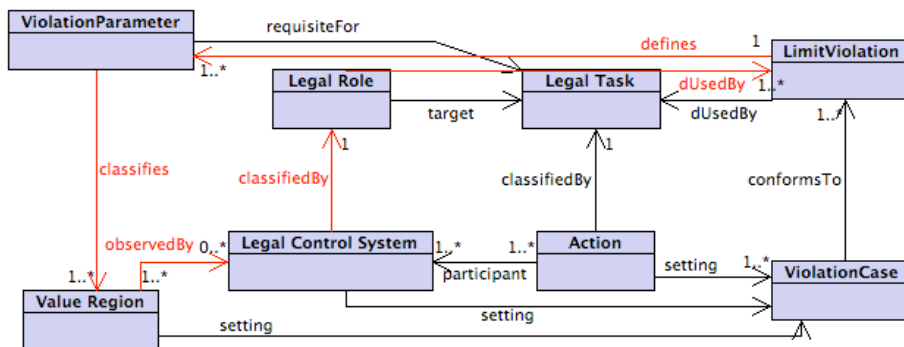 ViolationParameter
requisiteFor
defines
1
LimitViolation
1..*
Legal Role
Legal Task
dUsedBy
1..*
target
dUsedBy
1..*
1
1
classifies
classifiedBy
classifiedBy
conformsTo
observedBy
0..*
Legal Control System
1..*
1..*
Action
1..*
1..*
1..*
participant
setting
ViolationCase
Value Region
setting
setting